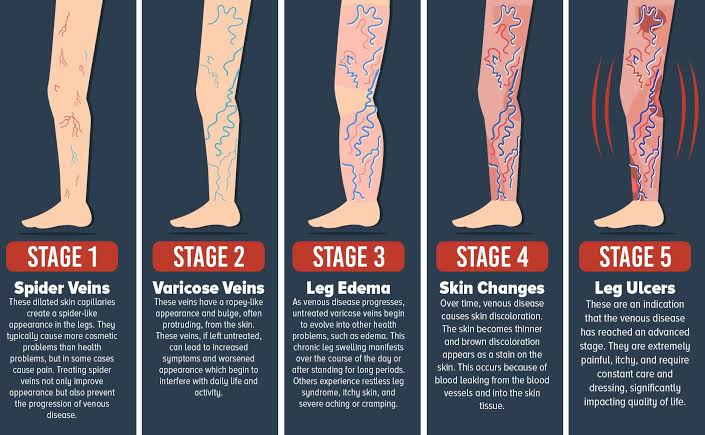 STAGE 1
Spider Veins
These dilated skin capillaries
create a spider-like
appearance in the legs. They
typically cause more cosmetic
problems than health
problems, but in some cases
cause pain. Treating spider
veins not only improve
appearance but also prevent
the progression of venous
disease.
STAGE 2
Varicose Veins
These veins have a ropey-like
appearance and bulge, often
protruding, from the skin.
These veins, if left untreated,
can lead to increased
symptoms and worsened
appearance which begin to
interfere with daily life and
activity.
STAGE 3
Leg Edema
As venous disease progresses,
untreated varicose veins begin
to evolve into other health
problems, such as edema. This
chronic leg swelling manifests
over the course of the day or
after standing for long periods.
Others experience restless leg
syndrome, itchy skin, and
severe aching or cramping.
STAGE 4
Skin Changes
Over time, venous disease
causes skin discoloration.
The skin becomes thinner
and brown discoloration
appears as a stain on the
skin. This occurs because of
blood leaking from the blood
vessels and into the skin
tissue.
STAGE 5
Leg Ulcers
These are an indication
that the venous disease
has reached an advanced
stage. They are extremely
painful, itchy, and require
constant care and
dressing, significantly
impacting quality of life.